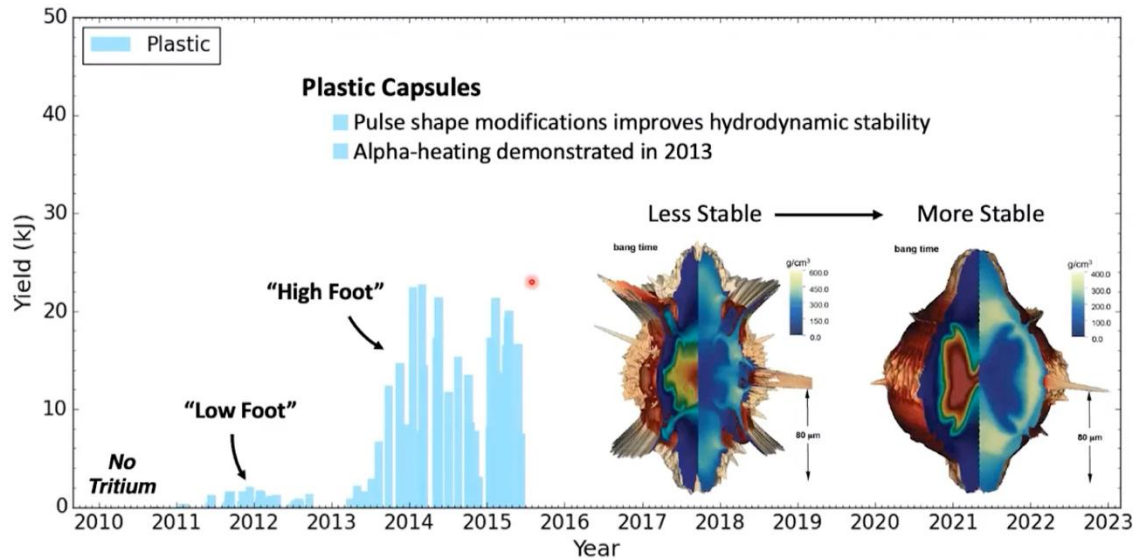 Plastic
Plastic Capsules
Pulse shape modifications improves hydrodynamic stability
Alpha-heating demonstrated in 2013
Less Stable
More Stable
bang time
g/cm³
600.0
450.0
300.0
150.0
0.0
80 μm
bang time
g/cm³
400.0
300.0
200.0
100.0
0.0
80 μm
"High Foot"
"Low Foot"
No
Tritium
Yield (kJ)
50
40
30
20
10
0
2010 2011 2012 2013 2014 2015 2016 2017 2018 2019 2020 2021 2022 2023
Year